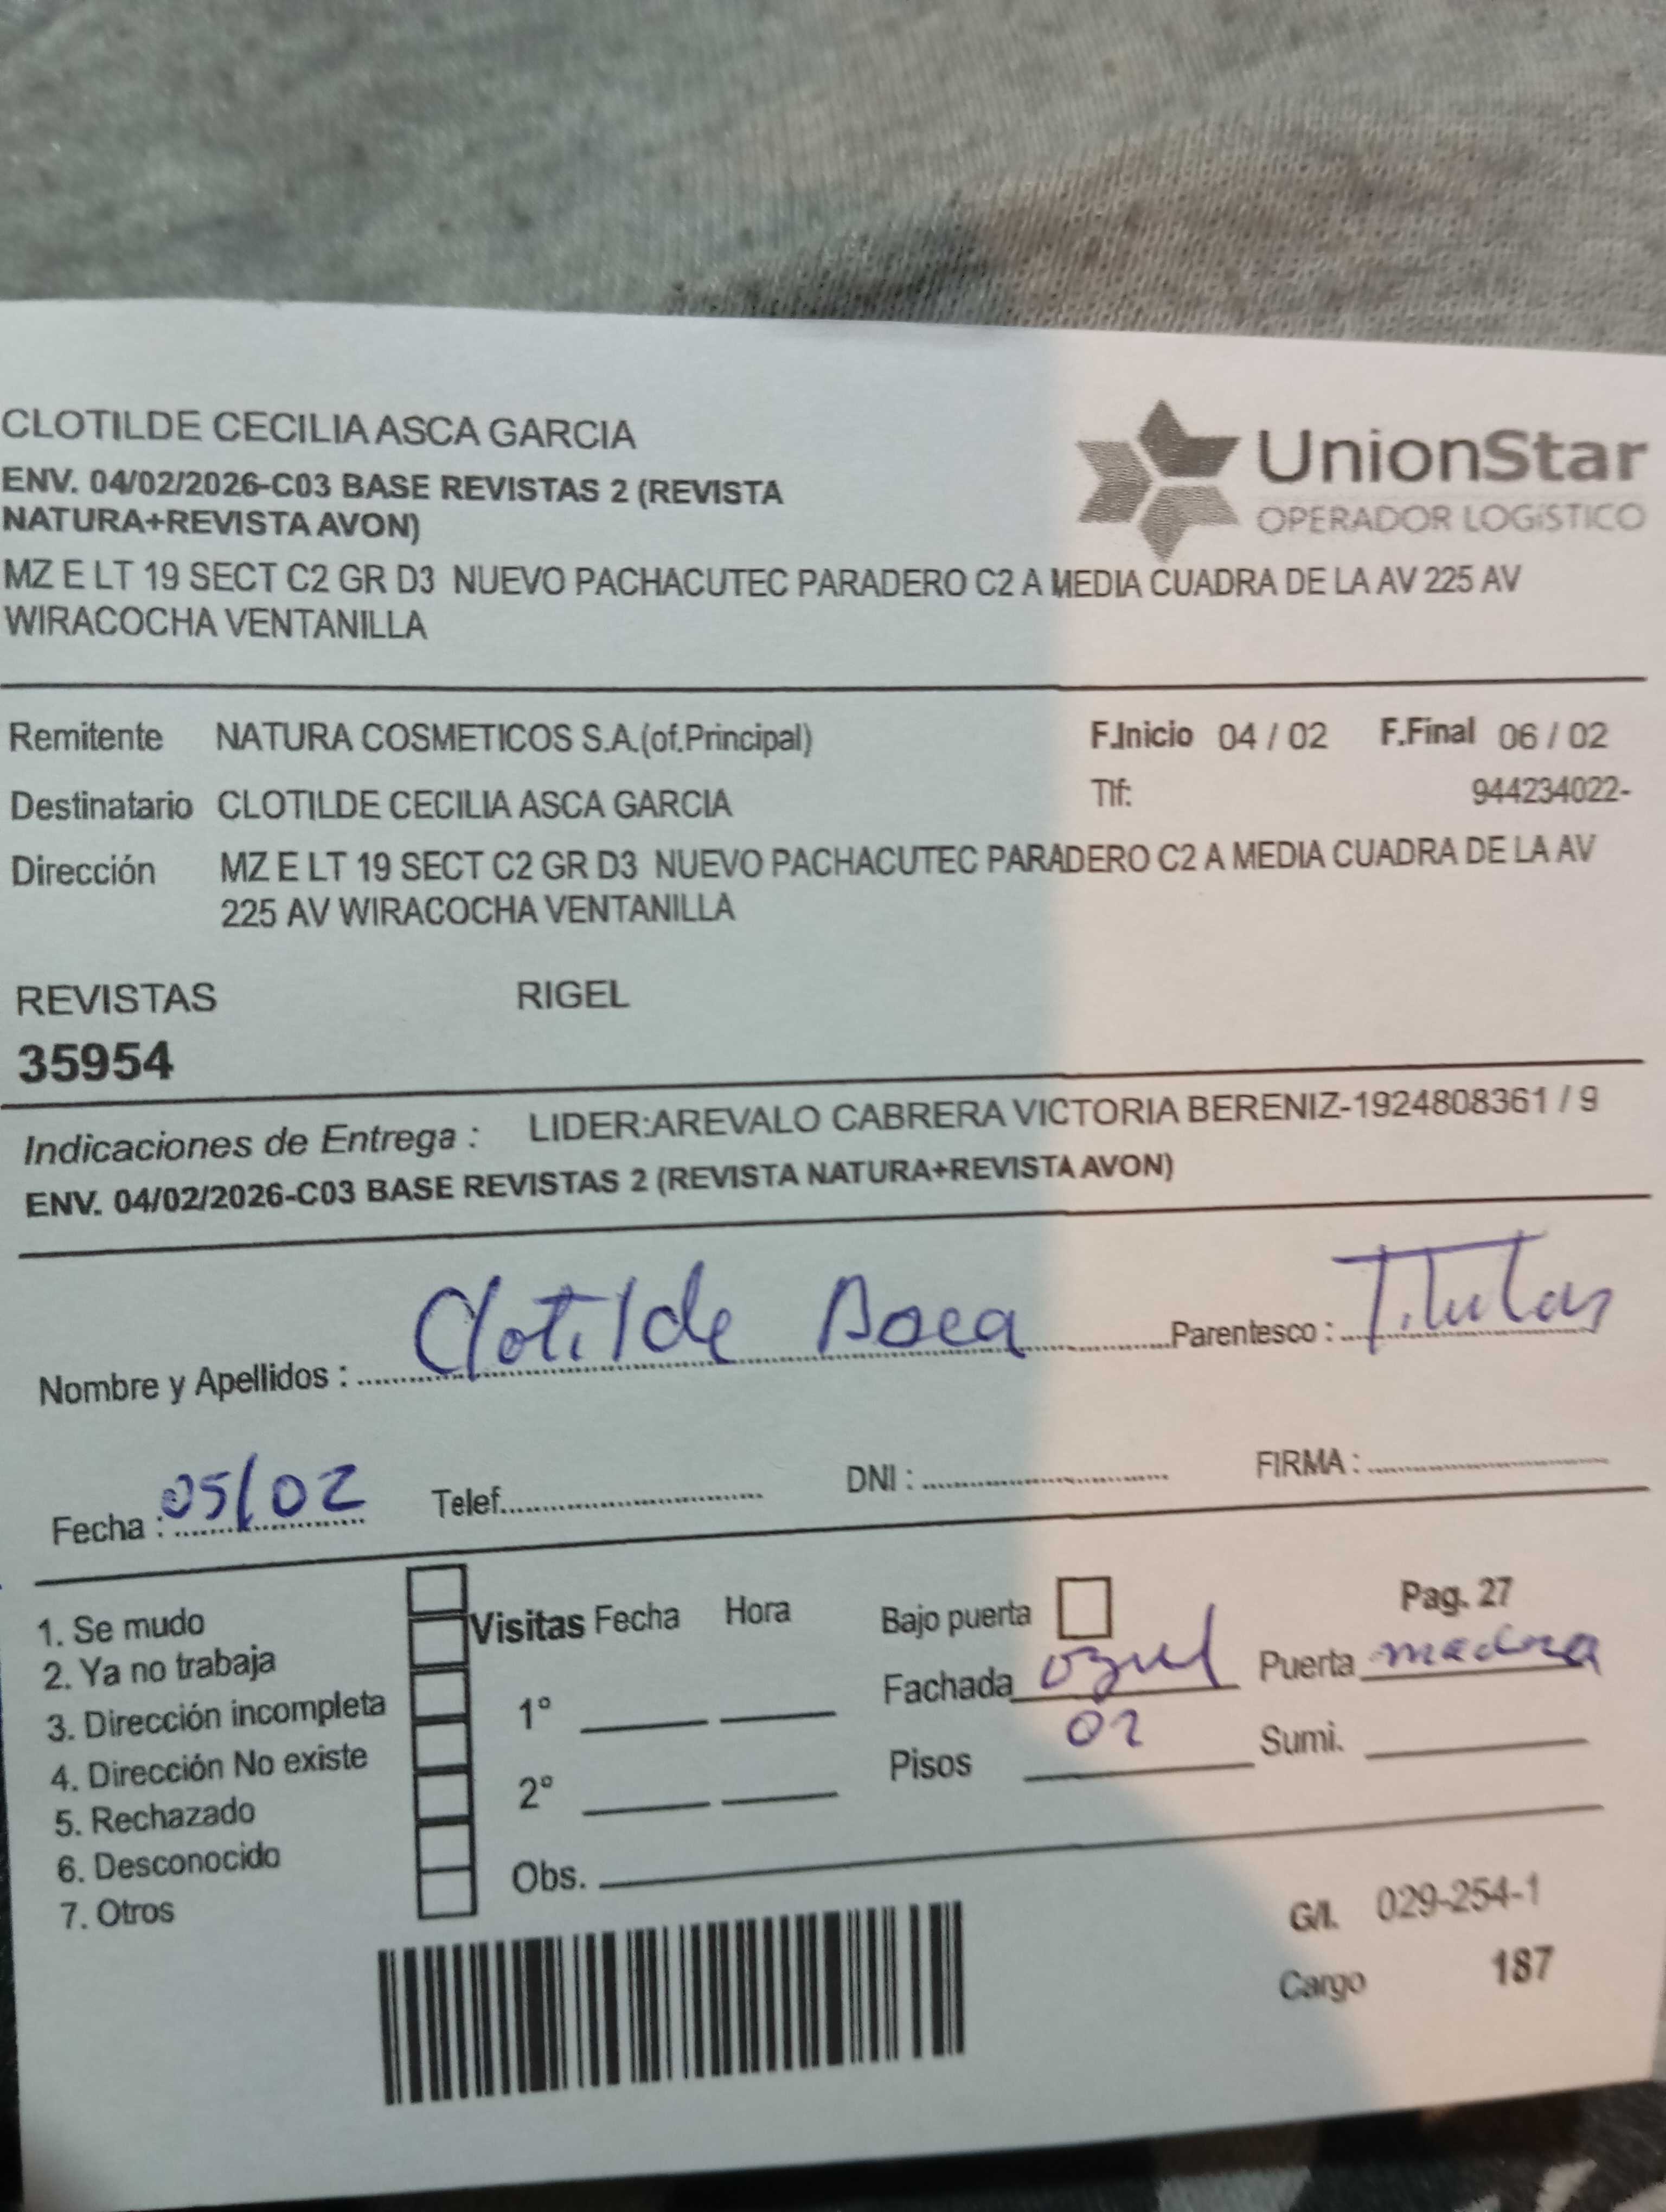 CLOTILDE CECILIA ASCA GARCIA
ENV. 04/02/2026-C03 BASE REVISTAS 2 (REVISTA
NATURA+REVISTA AVON)
UnionStar
OPERADOR LOGíSTICO
MZ E LT 19 SECT C2 GR D3 NUEVO PACHACUTEC PARADERO C2 A MEDIA CUADRA DE LA AV 225 AV
WIRACOCHA VENTANILLA
Remitente NATURA COSMETICOS S.A.(of.Principal) F.Inicio 04 / 02 F.Final 06 / 02
Destinatario CLOTILDE CECILIA ASCA GARCIA Tlf: 944234022-
Dirección MZ E LT 19 SECT C2 GR D3 NUEVO PACHACUTEC PARADERO C2 A MEDIA CUADRA DE LA AV
225 AV WIRACOCHA VENTANILLA
REVISTAS RIGEL
35954
Indicaciones de Entrega : LIDER:AREVALO CABRERA VICTORIA BERENIZ-1924808361 / 9
ENV. 04/02/2026-C03 BASE REVISTAS 2 (REVISTA NATURA+REVISTA AVON)
Nombre y Apellidos : Clotilde Asca Parentesco : Titular
Fecha : 05/02 Telef. DNI : FIRMA :
1. Se mudo
2. Ya no trabaja
3. Dirección incompleta
4. Dirección No existe
5. Rechazado
6. Desconocido
7. Otros
Visitas Fecha Hora
1°
2°
Obs.
Bajo puerta Pag. 27
Fachada azul Puerta madera
Pisos 02 Sumi.
G/I. 029-254-1
Cargo 187